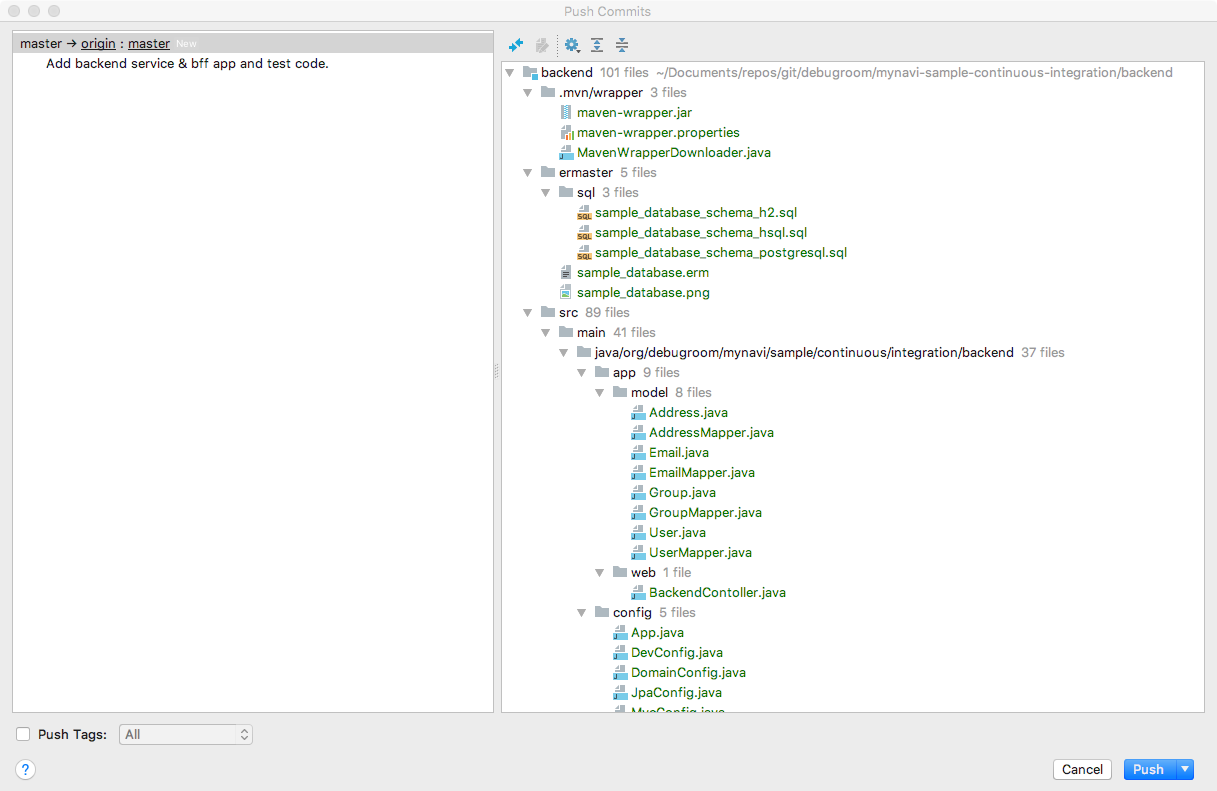 Push Commits
master → origin : master New
Add backend service & bff app and test code.
backend 101 files ~/Documents/repos/git/debugroom/mynavi-sample-continuous-integration/backend
.mvn/wrapper 3 files
maven-wrapper.jar
maven-wrapper.properties
MavenWrapperDownloader.java
ermaster 5 files
sql 3 files
sample_database_schema_h2.sql
sample_database_schema_hsql.sql
sample_database_schema_postgresql.sql
sample_database.erm
sample_database.png
src 89 files
main 41 files
java/org/debugroom/mynavi/sample/continuous/integration/backend 37 files
app 9 files
model 8 files
Address.java
AddressMapper.java
Email.java
EmailMapper.java
Group.java
GroupMapper.java
User.java
UserMapper.java
web 1 file
BackendContoller.java
config 5 files
App.java
DevConfig.java
DomainConfig.java
JpaConfig.java
MvcConfig.java
Push Tags: All
? Cancel Push